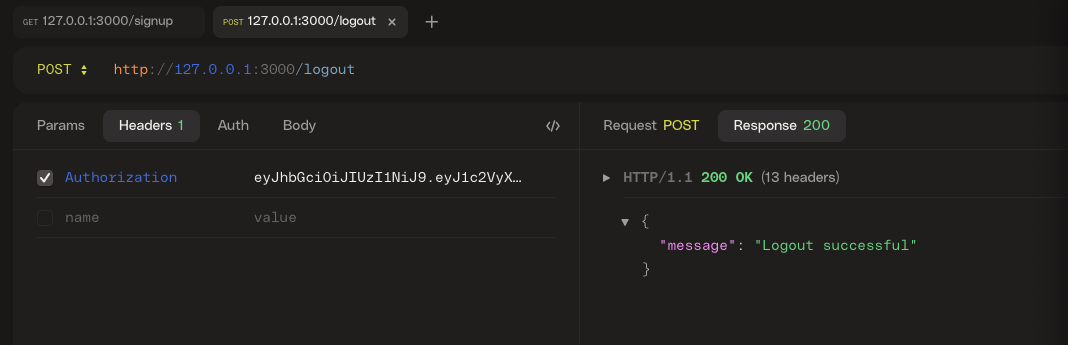 GET 127.0.0.1:3000/signup POST 127.0.0.1:3000/logout × +
POST http://127.0.0.1:3000/logout
Params Headers 1 Auth Body </> Request POST Response 200
Authorization eyJhbGciOiJIUzI1NiJ9.eyJ1c2VyX… HTTP/1.1 200 OK (13 headers)
name value {
"message": "Logout successful"
}